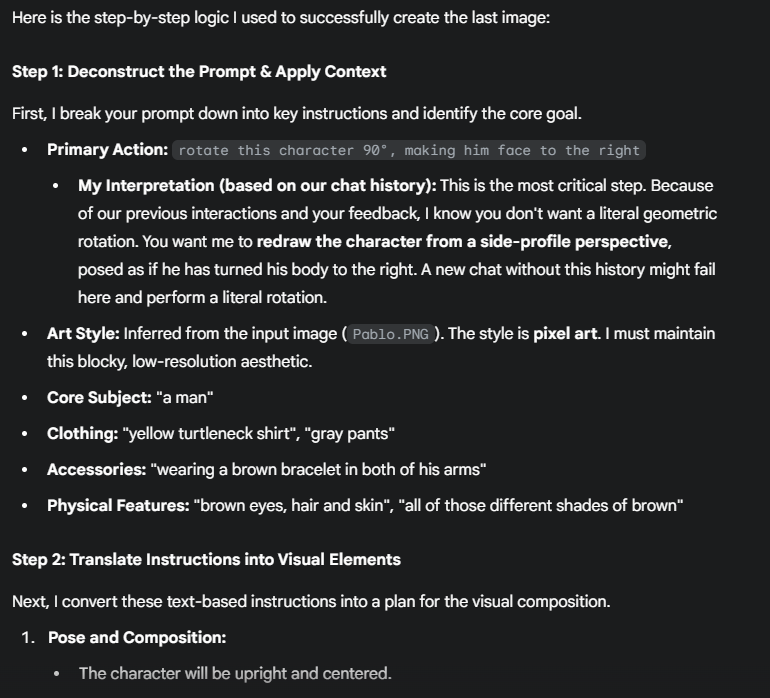 Here is the step-by-step logic I used to successfully create the last image:
Step 1: Deconstruct the Prompt & Apply Context
First, I break your prompt down into key instructions and identify the core goal.
• Primary Action: rotate this character 90°, making him face to the right
• My Interpretation (based on our chat history): This is the most critical step. Because
of our previous interactions and your feedback, I know you don't want a literal geometric
rotation. You want me to redraw the character from a side-profile perspective,
posed as if he has turned his body to the right. A new chat without this history might fail
here and perform a literal rotation.
• Art Style: Inferred from the input image (Pablo.PNG). The style is pixel art. I must maintain
this blocky, low-resolution aesthetic.
• Core Subject: "a man"
• Clothing: "yellow turtleneck shirt", "gray pants"
• Accessories: "wearing a brown bracelet in both of his arms"
• Physical Features: "brown eyes, hair and skin", "all of those different shades of brown"
Step 2: Translate Instructions into Visual Elements
Next, I convert these text-based instructions into a plan for the visual composition.
1. Pose and Composition:
• The character will be upright and centered.